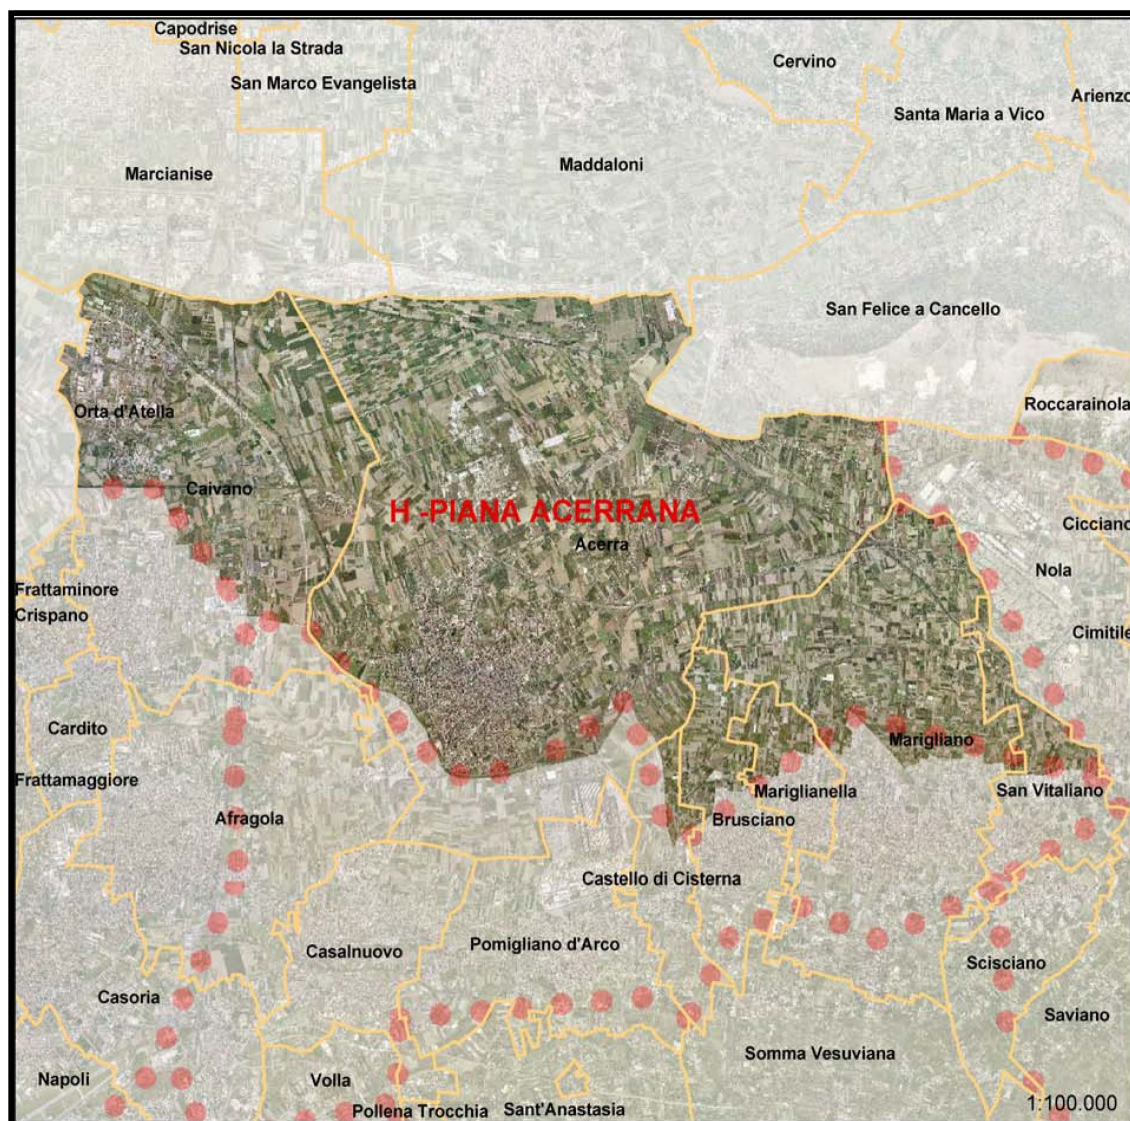 Capodrise
San Nicola la Strada
San Marco Evangelista
Cervino
Arienzo
Santa Maria a Vico
Marcianise
Maddaloni
San Felice a Cancello
Roccarainola
Orta d'Atella
Caivano
H -PIANA ACERRANA
Acerra
Cicciano
Nola
Frattaminore
Crispano
Cimitile
Cardito
Marigliano
Frattamaggiore
Mariglianella
San Vitaliano
Afragola
Brusciano
Castello di Cisterna
Casalnuovo
Pomigliano d'Arco
Scisciano
Casoria
Saviano
Somma Vesuviana
Napoli
Volla
Pollena Trocchia
Sant'Anastasia
1:100.000